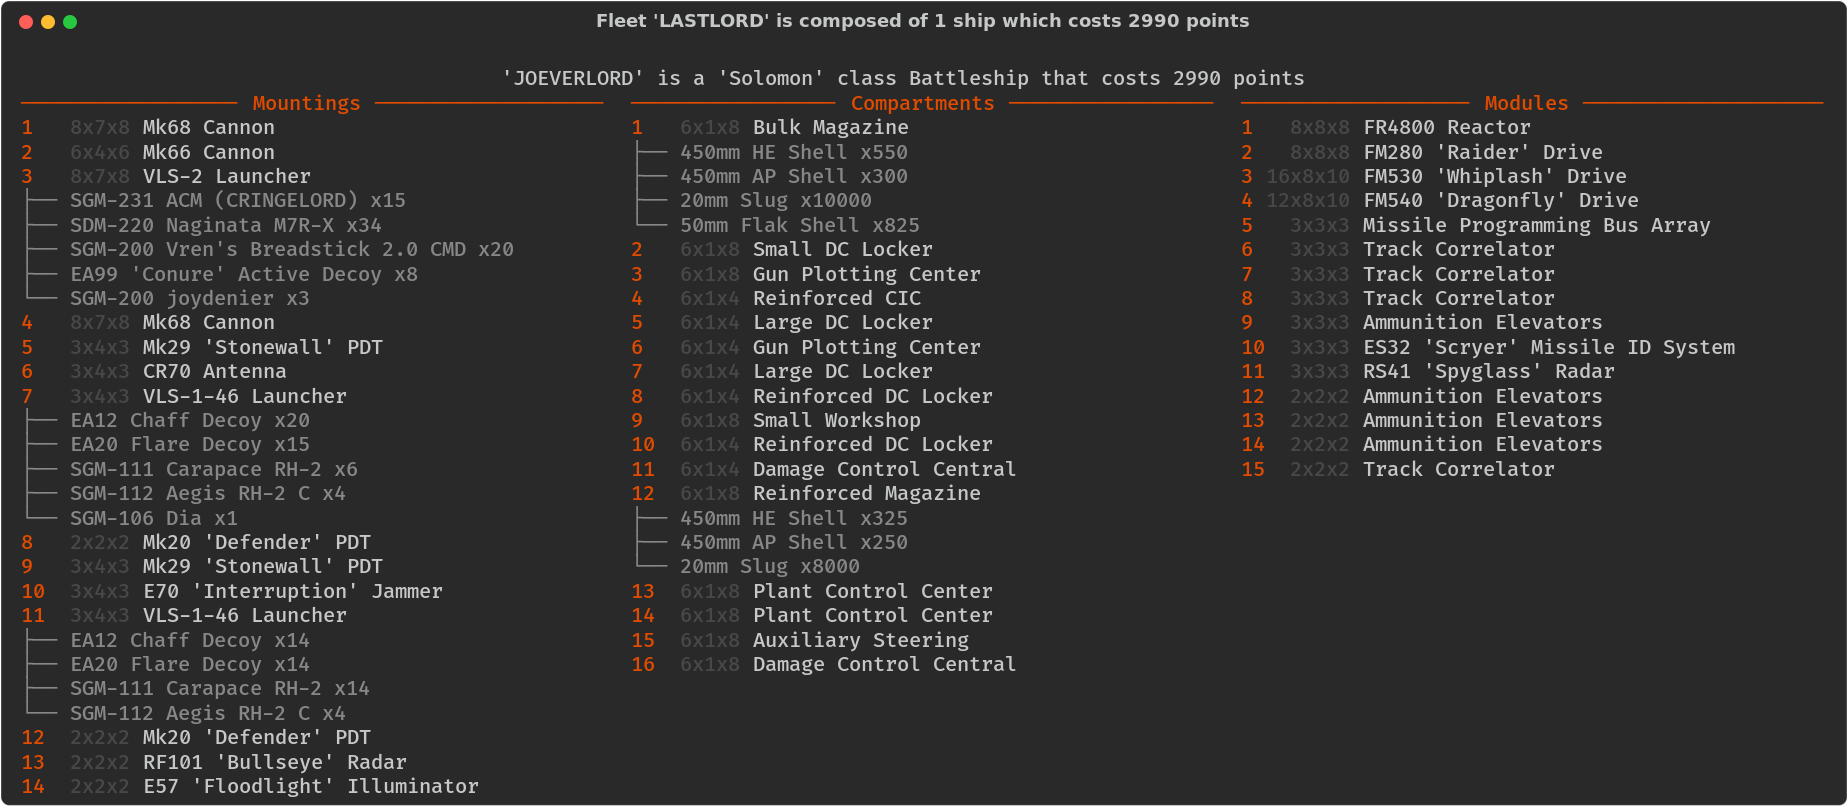 Fleet 'LASTLORD' is composed of 1 ship which costs 2990 points
'JOEVERLORD' is a 'Solomon' class Battleship that costs 2990 points
Mountings
1 8x7x8 Mk68 Cannon
2 6x4x6 Mk66 Cannon
3 8x7x8 VLS-2 Launcher
SGM-231 ACM (CRINGELORD) x15
SDM-220 Naginata M7R-X x34
SGM-200 Vren's Breadstick 2.0 CMD x20
EA99 'Conure' Active Decoy x8
SGM-200 joydenier x3
4 8x7x8 Mk68 Cannon
5 3x4x3 Mk29 'Stonewall' PDT
6 3x4x3 CR70 Antenna
7 3x4x3 VLS-1-46 Launcher
EA12 Chaff Decoy x20
EA20 Flare Decoy x15
SGM-111 Carapace RH-2 x6
SGM-112 Aegis RH-2 C x4
SGM-106 Dia x1
8 2x2x2 Mk20 'Defender' PDT
9 3x4x3 Mk29 'Stonewall' PDT
10 3x4x3 E70 'Interruption' Jammer
11 3x4x3 VLS-1-46 Launcher
EA12 Chaff Decoy x14
EA20 Flare Decoy x14
SGM-111 Carapace RH-2 x14
SGM-112 Aegis RH-2 C x4
12 2x2x2 Mk20 'Defender' PDT
13 2x2x2 RF101 'Bullseye' Radar
14 2x2x2 E57 'Floodlight' Illuminator
Compartments
1 6x1x8 Bulk Magazine
450mm HE Shell x550
450mm AP Shell x300
20mm Slug x10000
50mm Flak Shell x825
2 6x1x8 Small DC Locker
3 6x1x8 Gun Plotting Center
4 6x1x4 Reinforced CIC
5 6x1x4 Large DC Locker
6 6x1x4 Gun Plotting Center
7 6x1x4 Large DC Locker
8 6x1x4 Reinforced DC Locker
9 6x1x8 Small Workshop
10 6x1x4 Reinforced DC Locker
11 6x1x4 Damage Control Central
12 6x1x8 Reinforced Magazine
450mm HE Shell x325
450mm AP Shell x250
20mm Slug x8000
13 6x1x8 Plant Control Center
14 6x1x8 Plant Control Center
15 6x1x8 Auxiliary Steering
16 6x1x8 Damage Control Central
Modules
1 8x8x8 FR4800 Reactor
2 8x8x8 FM280 'Raider' Drive
3 16x8x10 FM530 'Whiplash' Drive
4 12x8x10 FM540 'Dragonfly' Drive
5 3x3x3 Missile Programming Bus Array
6 3x3x3 Track Correlator
7 3x3x3 Track Correlator
8 3x3x3 Track Correlator
9 3x3x3 Ammunition Elevators
10 3x3x3 ES32 'Scryer' Missile ID System
11 3x3x3 RS41 'Spyglass' Radar
12 2x2x2 Ammunition Elevators
13 2x2x2 Ammunition Elevators
14 2x2x2 Ammunition Elevators
15 2x2x2 Track Correlator